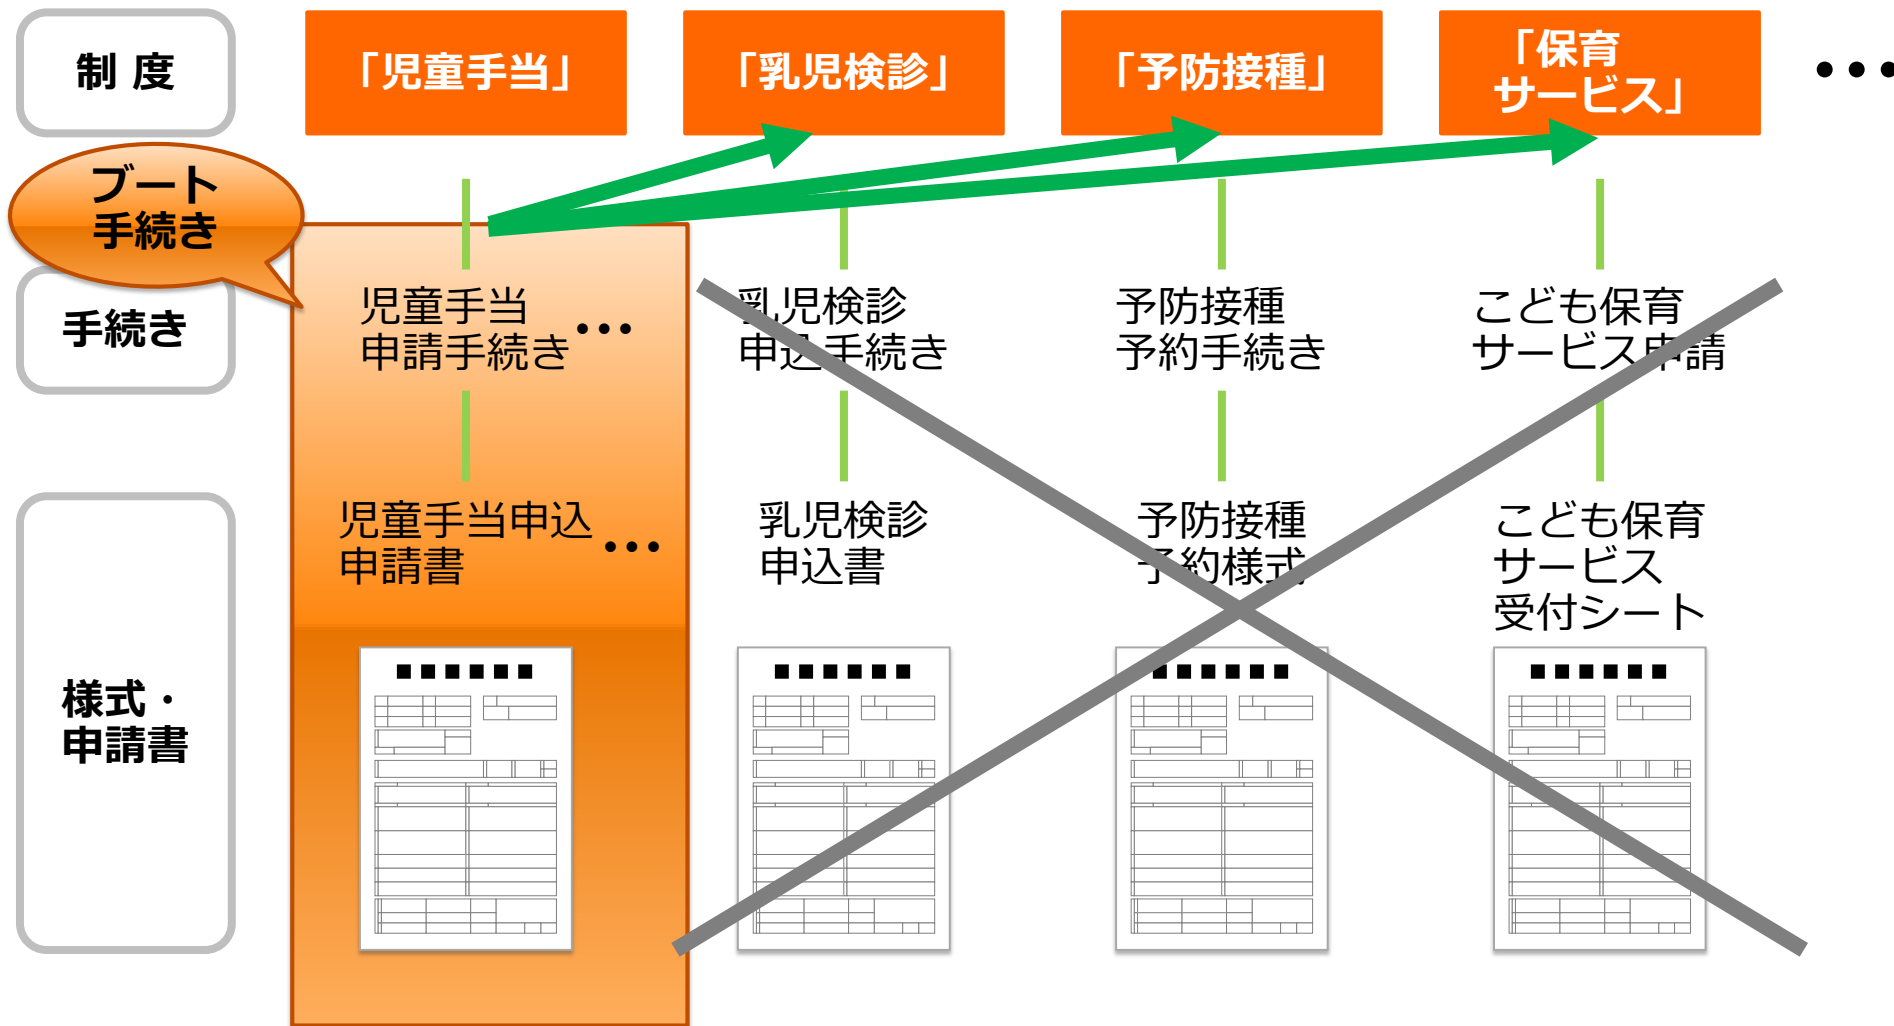 制 度
「児童手当」
「乳児検診」
「予防接種」
「保育
サービス」
•••
ブート
手続き
手続き
児童手当
申請手続き
•••
乳児検診
申込手続き
予防接種
予約手続き
こども保育
サービス申請
様式・
申請書
児童手当申込
申請書
•••
乳児検診
申込書
予防接種
予約様式
こども保育
サービス
受付シート
■■■■■■
■■■■■■
■■■■■■
■■■■■■